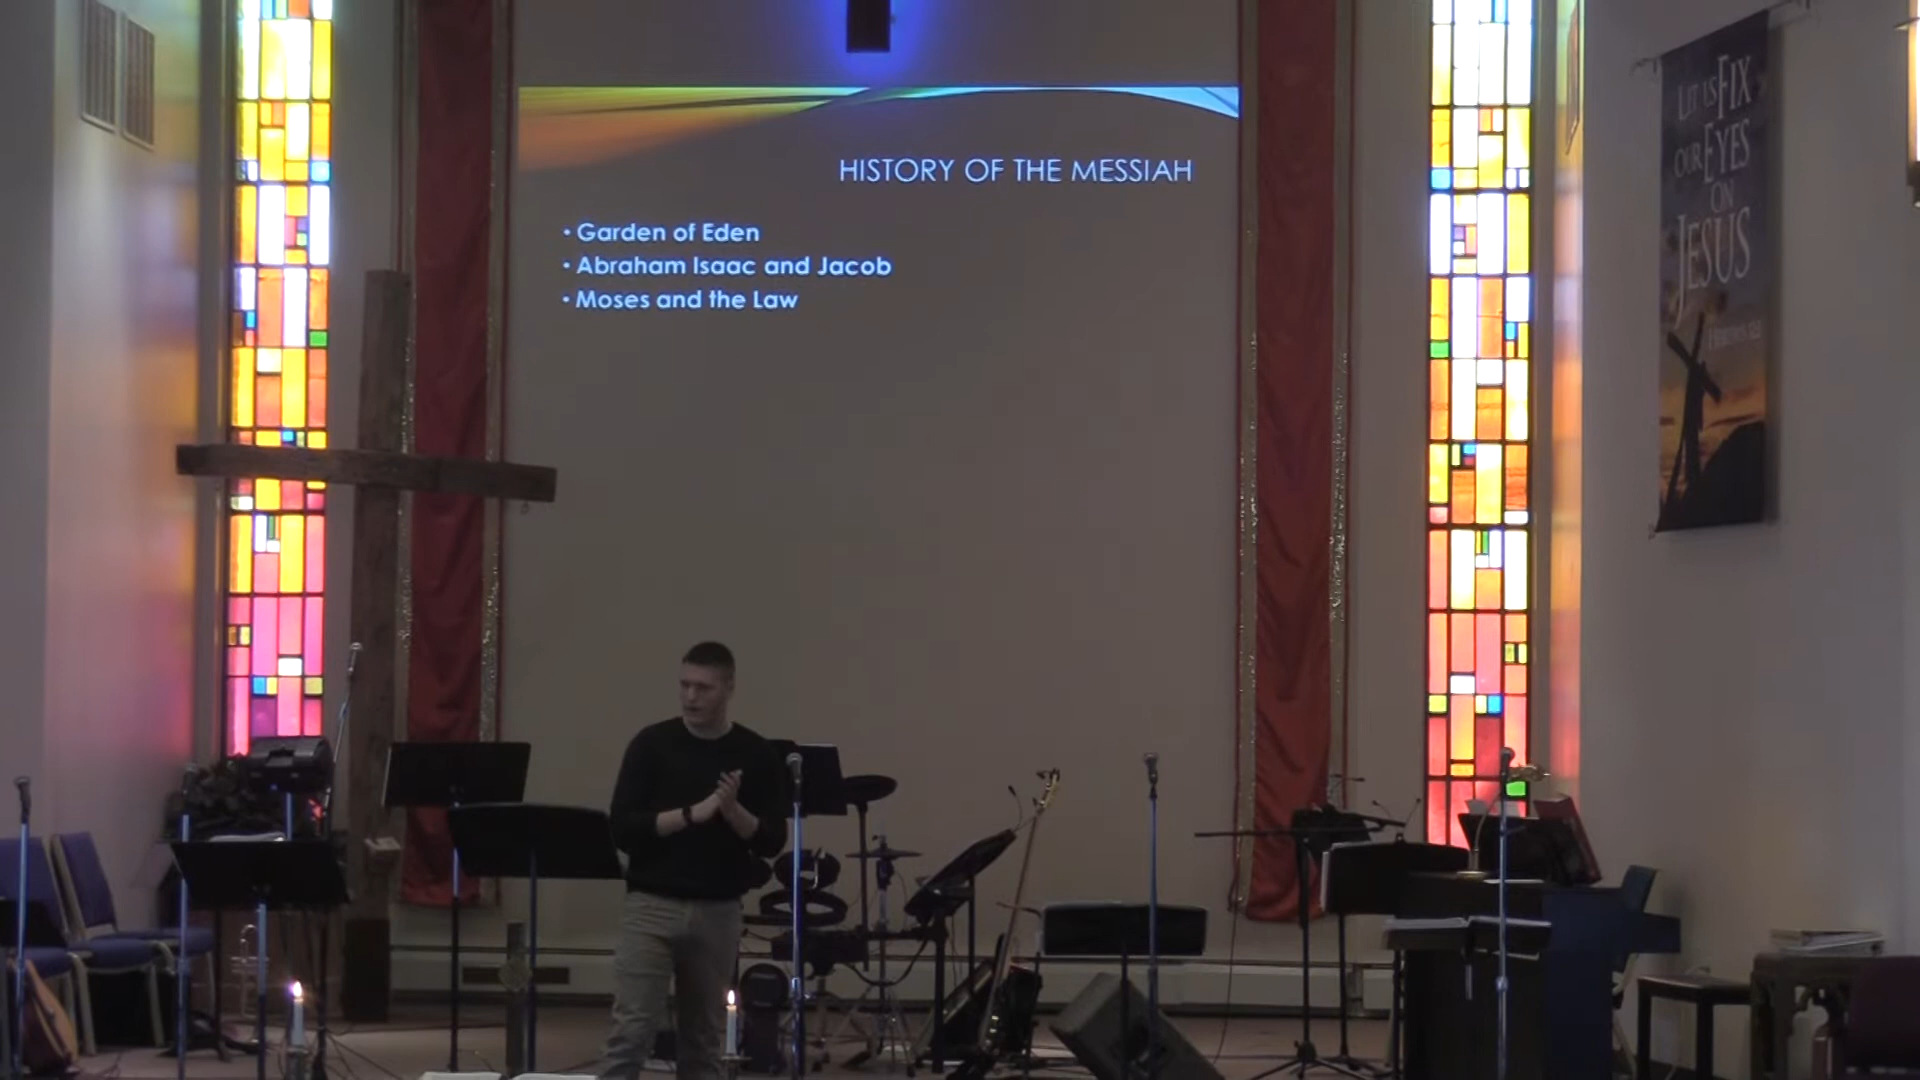 HISTORY OF THE MESSIAH
• Garden of Eden
• Abraham Isaac and Jacob
• Moses and the Law
LET US FIX
OUR EYES
ON
JESUS